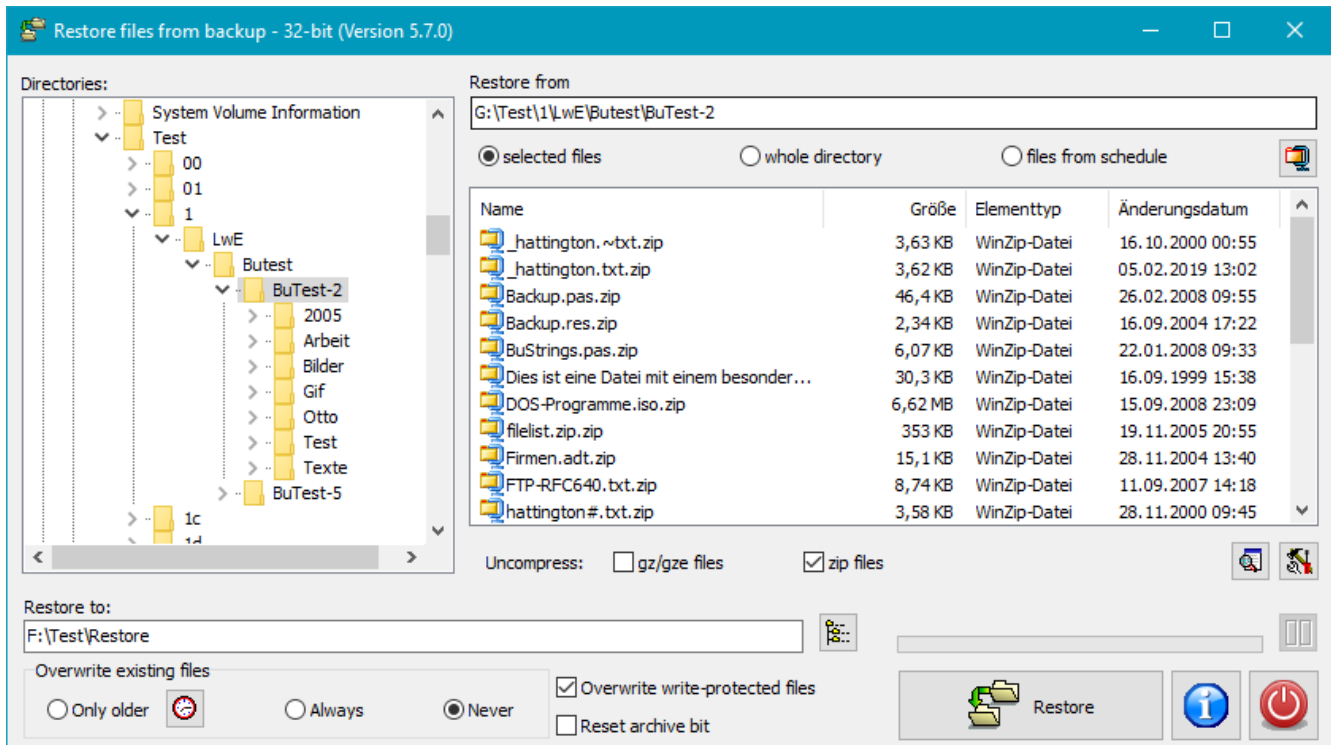 Restore files from backup - 32-bit (Version 5.7.0)
Directories:
System Volume Information
Test
00
01
1
LwE
Butest
BuTest-2
2005
Arbeit
Bilder
Gif
Otto
Test
Texte
BuTest-5
1c
1d
Restore from
G:\Test\1\LwE\Butest\BuTest-2
selected files whole directory files from schedule
Name Größe Elementtyp Änderungsdatum
_hattington.~txt.zip 3,63 KB WinZip-Datei 16.10.2000 00:55
_hattington.txt.zip 3,62 KB WinZip-Datei 05.02.2019 13:02
Backup.pas.zip 46,4 KB WinZip-Datei 26.02.2008 09:55
Backup.res.zip 2,34 KB WinZip-Datei 16.09.2004 17:22
BuStrings.pas.zip 6,07 KB WinZip-Datei 22.01.2008 09:33
Dies ist eine Datei mit einem besonder... 30,3 KB WinZip-Datei 16.09.1999 15:38
DOS-Programme.iso.zip 6,62 MB WinZip-Datei 15.09.2008 23:09
filelist.zip.zip 353 KB WinZip-Datei 19.11.2005 20:55
Firmen.adt.zip 15,1 KB WinZip-Datei 28.11.2004 13:40
FTP-RFC640.txt.zip 8,74 KB WinZip-Datei 11.09.2007 14:18
hattington#.txt.zip 3,58 KB WinZip-Datei 28.11.2000 09:45
Uncompress: gz/gze files zip files
Restore to:
F:\Test\Restore
Overwrite existing files
Only older Always Never
Overwrite write-protected files
Reset archive bit
Restore